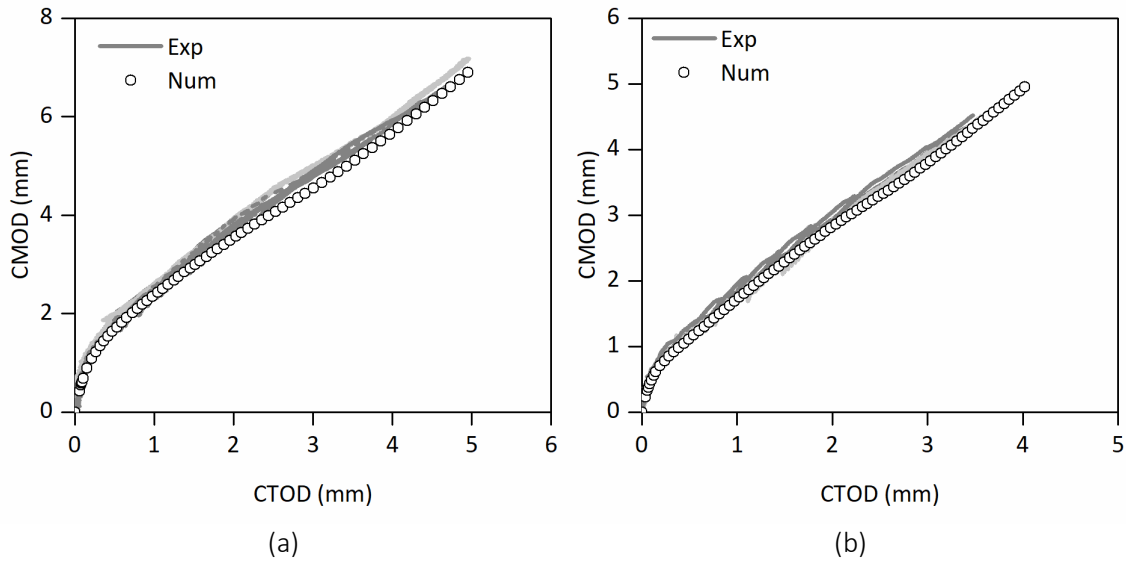 8
6
4
2
0
CMOD (mm)
Exp
Num
0 1 2 3 4 5 6
CTOD (mm)
(a)
6
5
4
3
2
1
0
CMOD (mm)
Exp
Num
0 1 2 3 4 5
CTOD (mm)
(b)